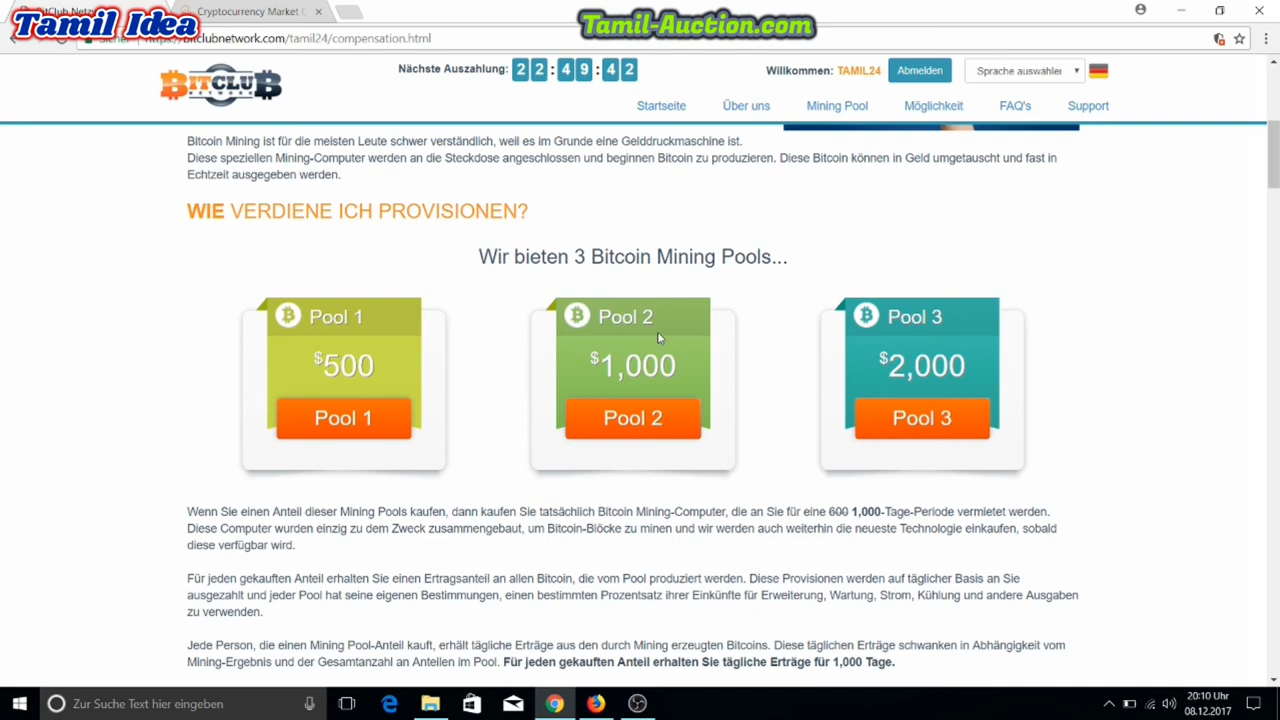 Tamil Idea
Cryptocurrency Market C
Tamil-Auction.com
bitclubnetwork.com/tamil24/compensation.html
BITCLUB
NETWORK
Nächste Auszahlung: 22:49:42
Willkommen: TAMIL24
Abmelden
Sprache auswählen
Startseite
Über uns
Mining Pool
Möglichkeit
FAQ's
Support
Bitcoin Mining ist für die meisten Leute schwer verständlich, weil es im Grunde eine Gelddruckmaschine ist.
Diese speziellen Mining-Computer werden an die Steckdose angeschlossen und beginnen Bitcoin zu produzieren. Diese Bitcoin können in Geld umgetauscht und fast in
Echtzeit ausgegeben werden.
WIE VERDIENE ICH PROVISIONEN?
Wir bieten 3 Bitcoin Mining Pools...
Pool 1
$500
Pool 1
Pool 2
$1,000
Pool 2
Pool 3
$2,000
Pool 3
Wenn Sie einen Anteil dieser Mining Pools kaufen, dann kaufen Sie tatsächlich Bitcoin Mining-Computer, die an Sie für eine 600 1,000-Tage-Periode vermietet werden.
Diese Computer wurden einzig zu dem Zweck zusammengebaut, um Bitcoin-Blöcke zu minen und wir werden auch weiterhin die neueste Technologie einkaufen, sobald
diese verfügbar wird.
Für jeden gekauften Anteil erhalten Sie einen Ertragsanteil an allen Bitcoin, die vom Pool produziert werden. Diese Provisionen werden auf täglicher Basis an Sie
ausgezahlt und jeder Pool hat seine eigenen Bestimmungen, einen bestimmten Prozentsatz ihrer Einkünfte für Erweiterung, Wartung, Strom, Kühlung und andere Ausgaben
zu verwenden.
Jede Person, die einen Mining Pool-Anteil kauft, erhält tägliche Erträge aus den durch Mining erzeugten Bitcoins. Diese täglichen Erträge schwanken in Abhängigkeit vom
Mining-Ergebnis und der Gesamtanzahl an Anteilen im Pool. Für jeden gekauften Anteil erhalten Sie tägliche Erträge für 1,000 Tage.
Zur Suche Text hier eingeben
20:10 Uhr
08.12.2017